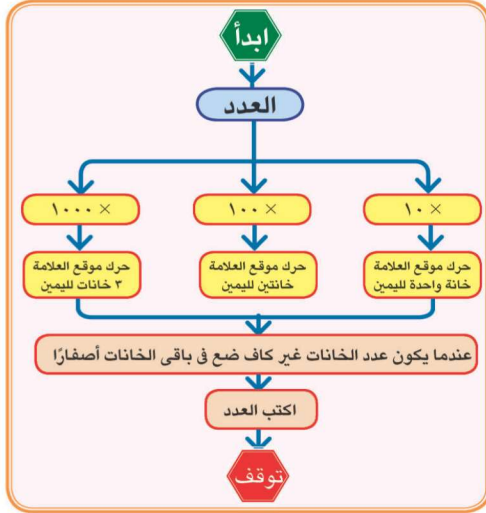 ابدأ
العدد
× ١٠
× ١٠٠
× ١٠٠٠
حرك موقع العلامة
خانة واحدة لليمين
حرك موقع العلامة
خانتين لليمين
حرك موقع العلامة
٣ خانات لليمين
عندما يكون عدد الخانات غير كاف ضع فى باقى الخانات أصفارًا
اكتب العدد
توقف